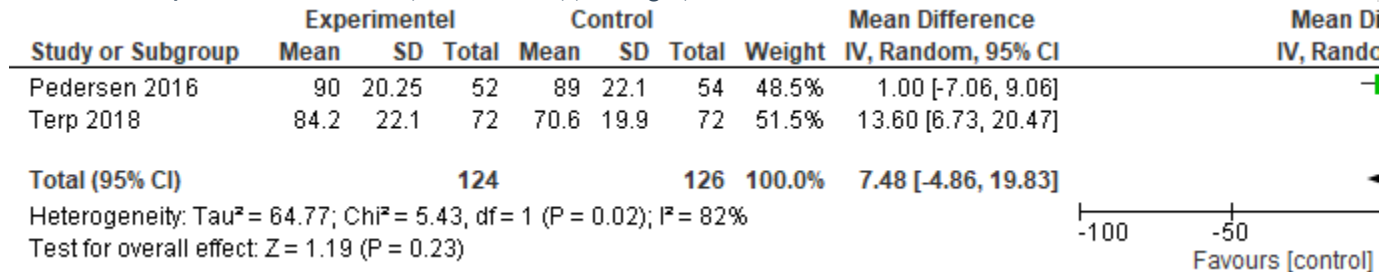 Experimentel Control Mean Difference Mean Di
Study or Subgroup Mean SD Total Mean SD Total Weight IV, Random, 95% CI IV, Rando
Pedersen 2016 90 20.25 52 89 22.1 54 48.5% 1.00 [-7.06, 9.06]
Terp 2018 84.2 22.1 72 70.6 19.9 72 51.5% 13.60 [6.73, 20.47]
Total (95% CI) 124 126 100.0% 7.48 [-4.86, 19.83]
Heterogeneity: Tau² = 64.77; Chi² = 5.43, df = 1 (P = 0.02); I² = 82%
-100 -50
Test for overall effect: Z = 1.19 (P = 0.23)
Favours [control]